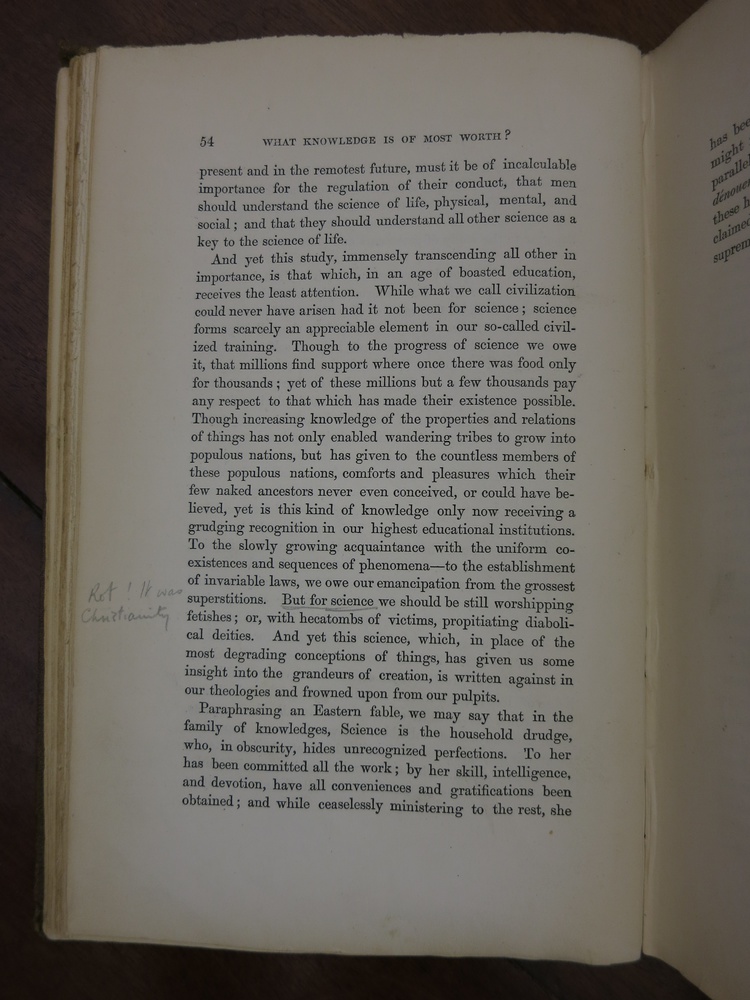 54 WHAT KNOWLEDGE IS OF MOST WORTH?
present and in the remotest future, must it be of incalculable
importance for the regulation of their conduct, that men
should understand the science of life, physical, mental, and
social; and that they should understand all other science as a
key to the science of life.
And yet this study, immensely transcending all other in
importance, is that which, in an age of boasted education,
receives the least attention. While what we call civilization
could never have arisen had it not been for science; science
forms scarcely an appreciable element in our so-called civil-
ized training. Though to the progress of science we owe
it, that millions find support where once there was food only
for thousands; yet of these millions but a few thousands pay
any respect to that which has made their existence possible.
Though increasing knowledge of the properties and relations
of things has not only enabled wandering tribes to grow into
populous nations, but has given to the countless members of
these populous nations, comforts and pleasures which their
few naked ancestors never even conceived, or could have be-
lieved, yet is this kind of knowledge only now receiving a
grudging recognition in our highest educational institutions.
To the slowly growing acquaintance with the uniform co-
existences and sequences of phenomena—to the establishment
of invariable laws, we owe our emancipation from the grossest
superstitions. But for science we should be still worshipping
fetishes; or, with hecatombs of victims, propitiating diaboli-
cal deities. And yet this science, which, in place of the
most degrading conceptions of things, has given us some
insight into the grandeurs of creation, is written against in
our theologies and frowned upon from our pulpits.
Paraphrasing an Eastern fable, we may say that in the
family of knowledges, Science is the household drudge,
who, in obscurity, hides unrecognized perfections. To her
has been committed all the work; by her skill, intelligence,
and devotion, have all conveniences and gratifications been
obtained; and while ceaselessly ministering to the rest, she
Rot! It was
Christianity
has bee
might
paralle
dénoue
these h
claimed
suprem